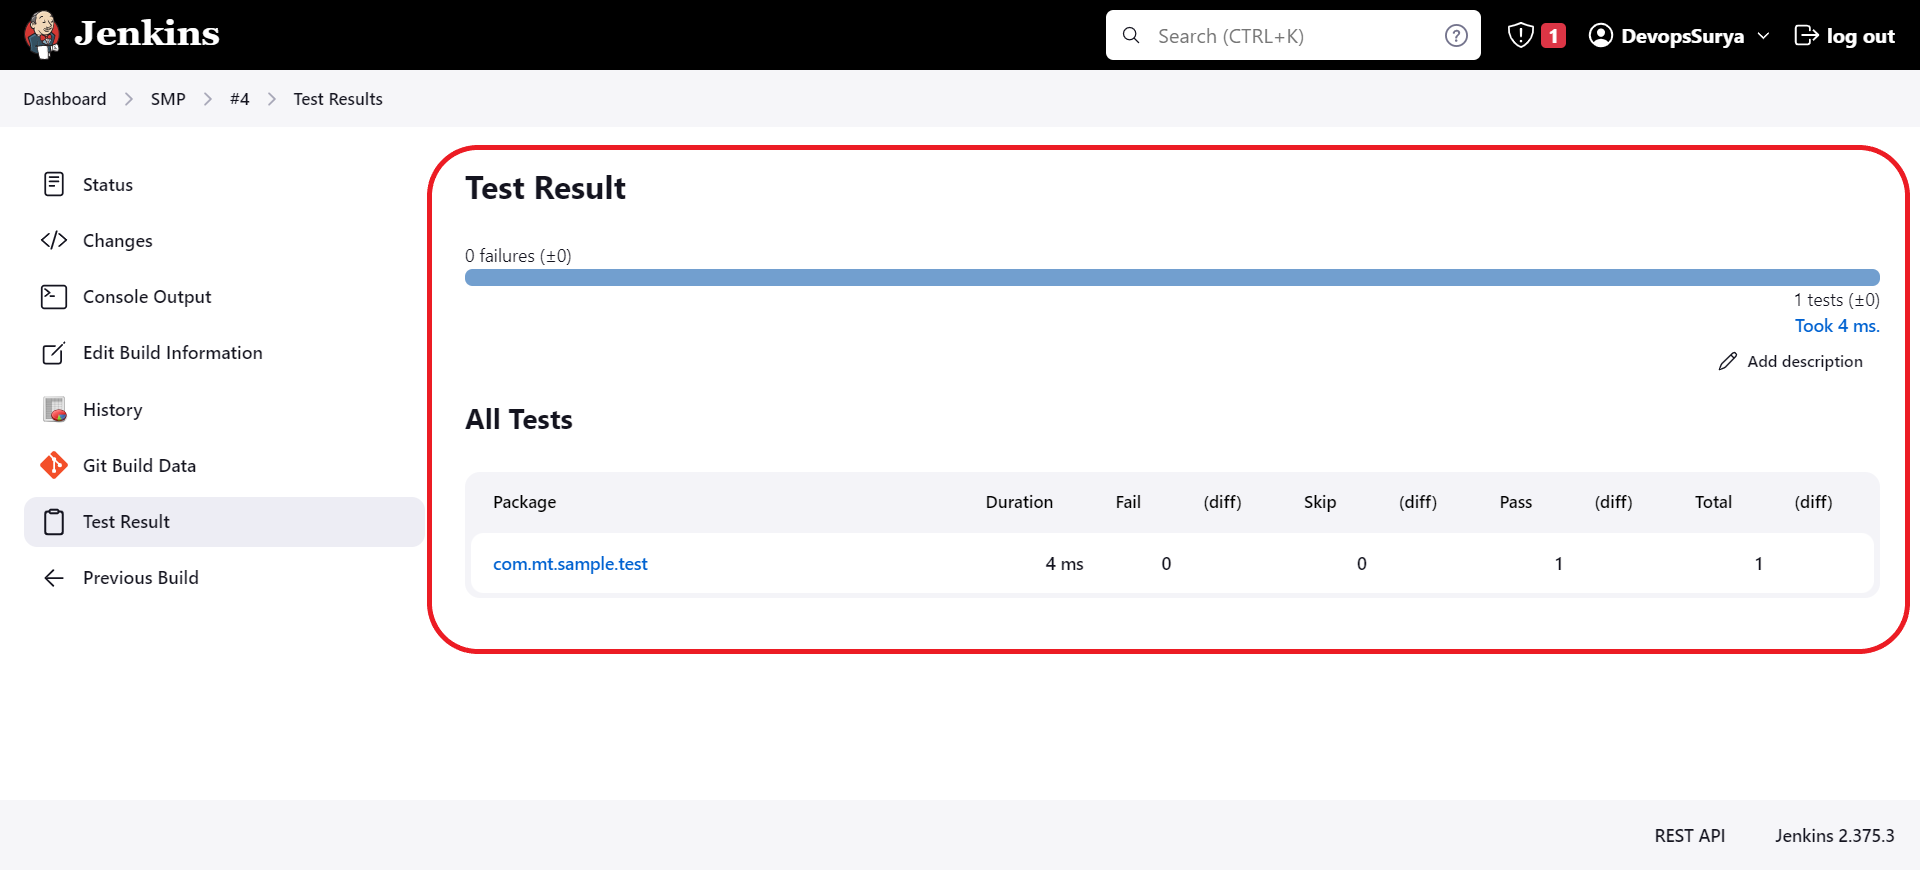 Jenkins
Search (CTRL+K)
1
DevopsSurya
log out
Dashboard SMP #4 Test Results
Status
Changes
Console Output
Edit Build Information
History
Git Build Data
Test Result
Previous Build
Test Result
0 failures (±0)
1 tests (±0)
Took 4 ms.
Add description
All Tests
Package Duration Fail (diff) Skip (diff) Pass (diff) Total (diff)
com.mt.sample.test 4 ms 0 0 1 1
REST API Jenkins 2.375.3